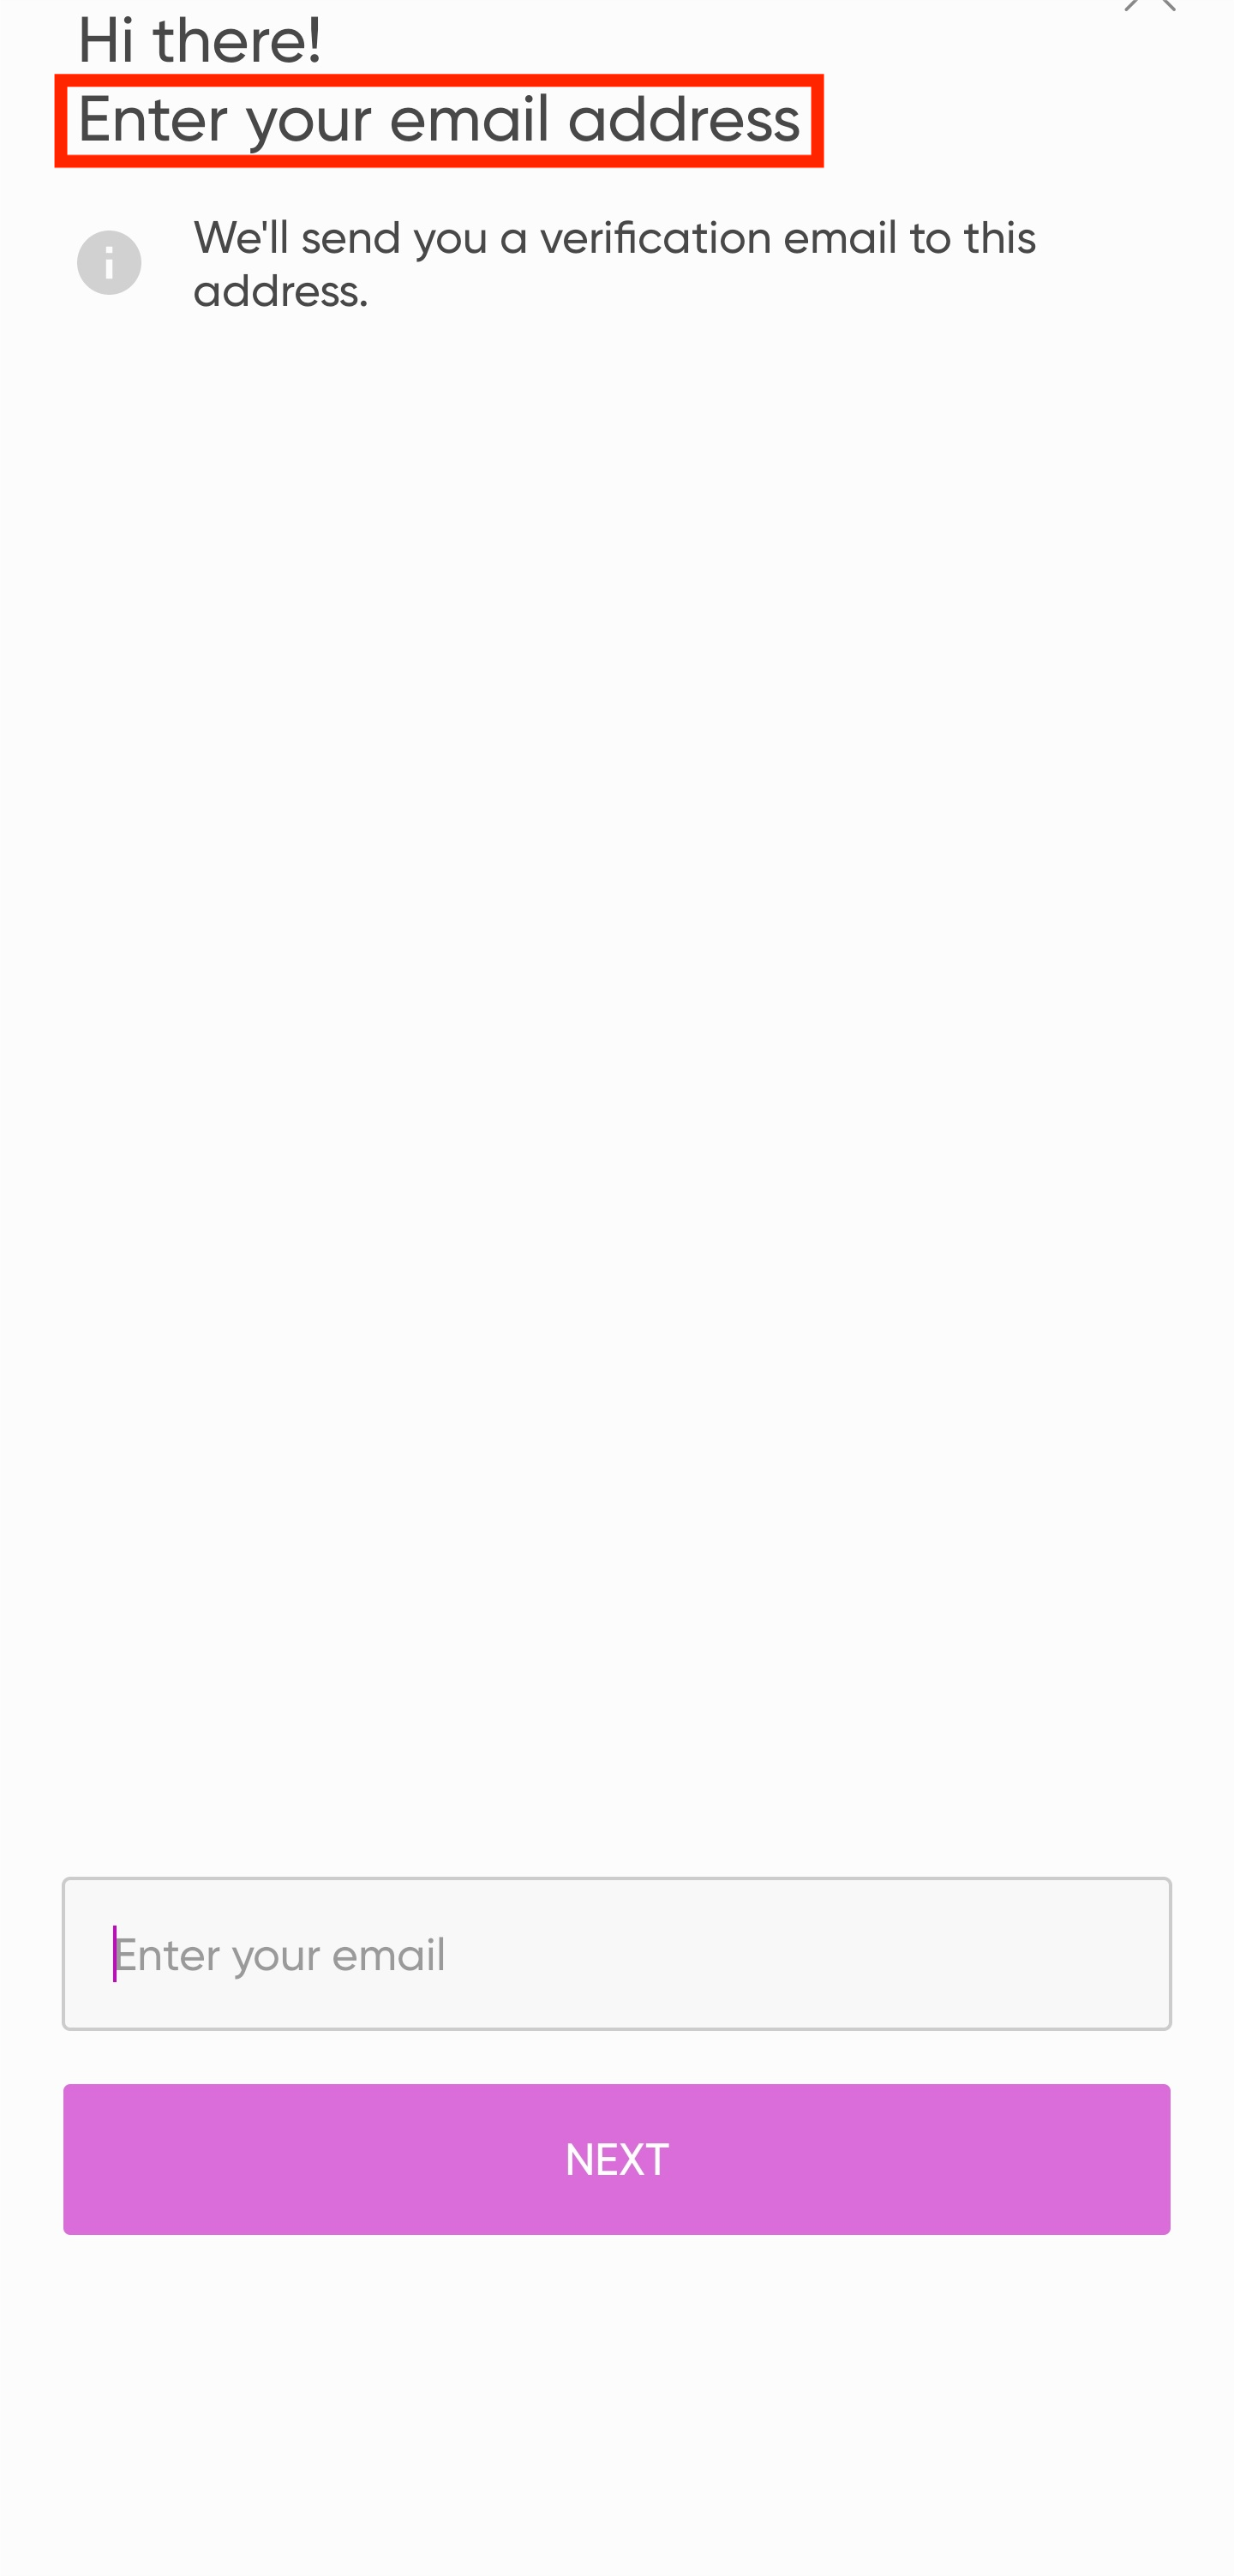 Hi there!
Enter your email address
We'll send you a verification email to this
address.
Enter your email
NEXT